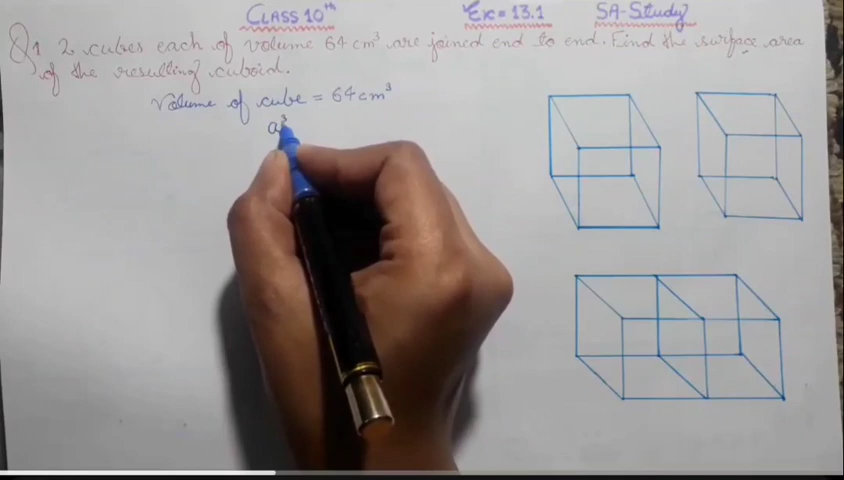 CLASS 10th Ex = 13.1 SA-Study
Q1 2 cubes each of volume 64 cm³ are joined end to end. Find the surface area
of the resulting cuboid.
Volume of cube = 64 cm³
a³